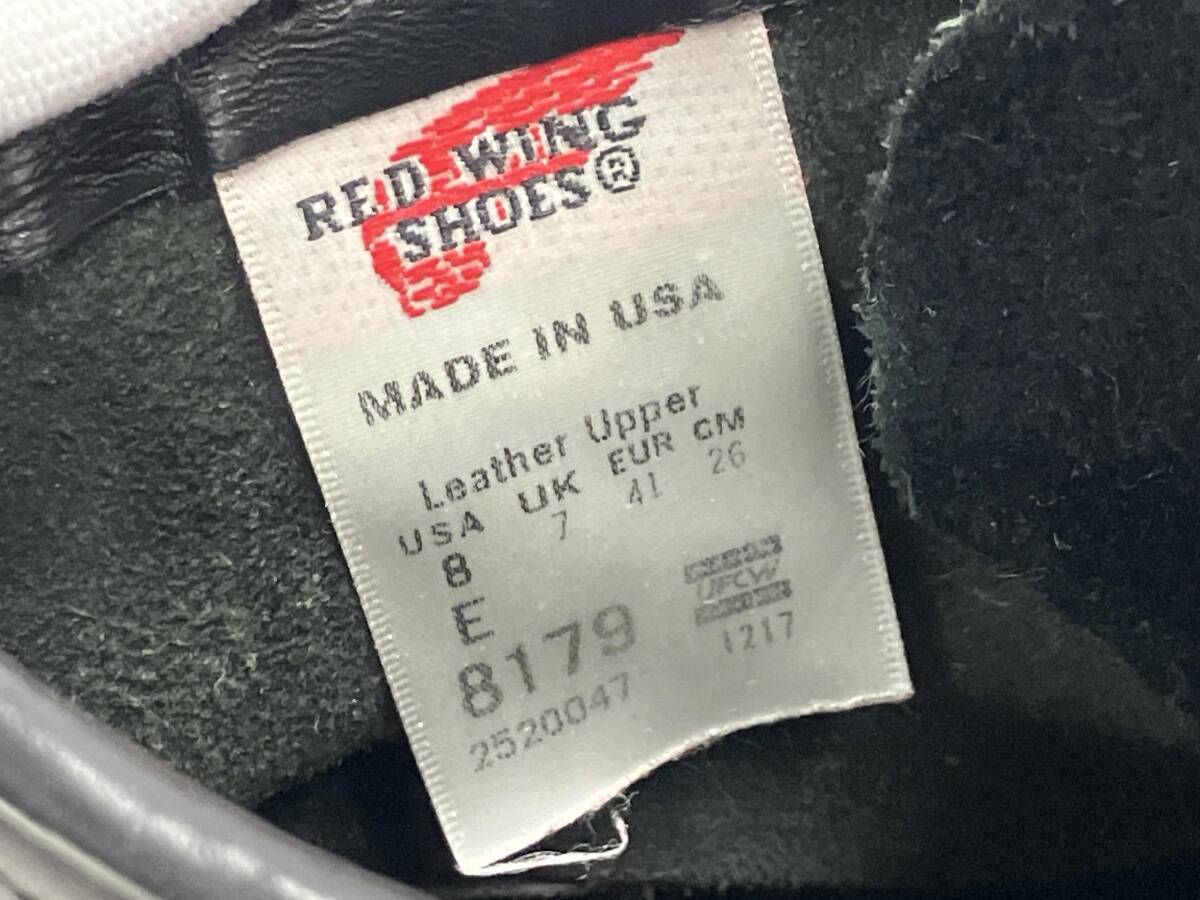 RED WING
SHOES®
MADE IN USA
Leather Upper
USA UK EUR CM
8 7 41 26
E
8179 UFCW
2520047 1217